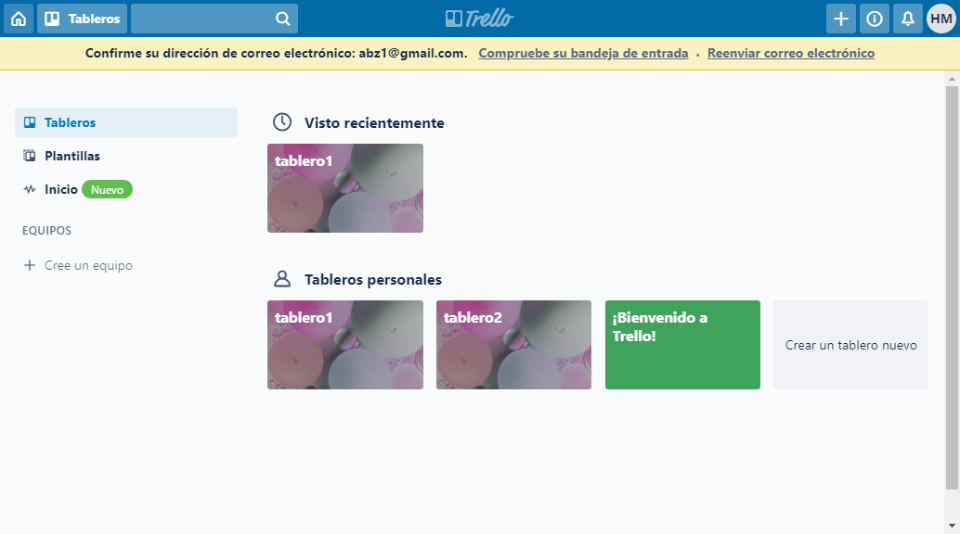 Tableros
Trello
HM
Confirme su dirección de correo electrónico: abz1@gmail.com. Compruebe su bandeja de entrada · Reenviar correo electrónico
Tableros
Plantillas
Inicio Nuevo
EQUIPOS
Cree un equipo
Visto recientemente
tablero1
Tableros personales
tablero1
tablero2
¡Bienvenido a
Trello!
Crear un tablero nuevo